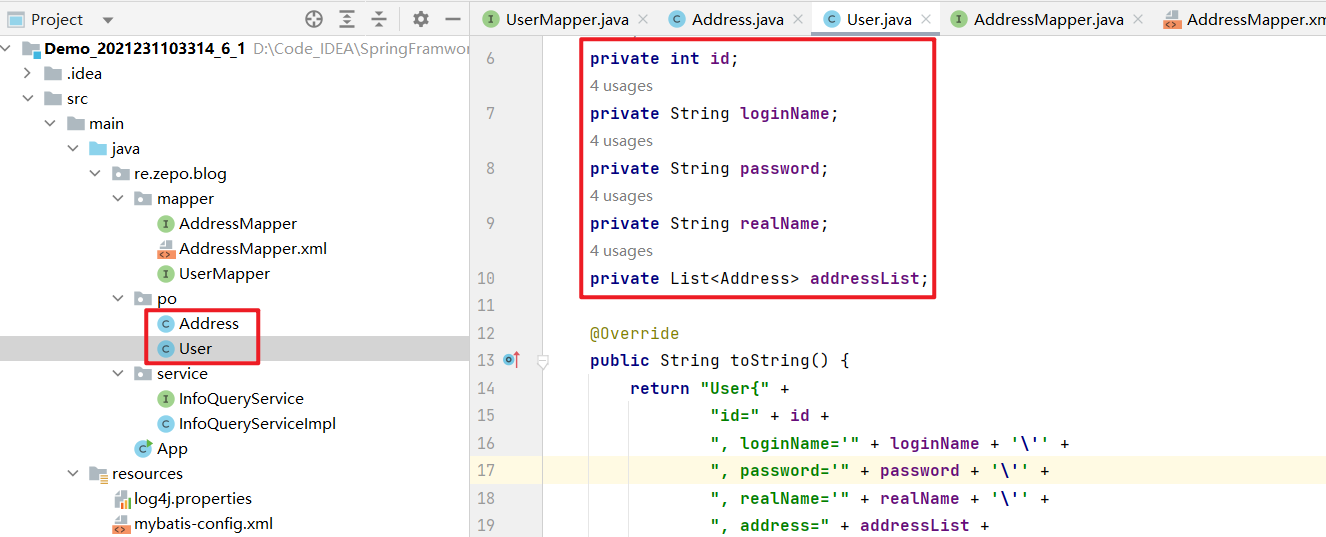 Project
Demo_2021231103314_6_1 D:\Code_IDEA\SpringFramwor
.idea
src
main
java
re.zepo.blog
mapper
AddressMapper
AddressMapper.xml
UserMapper
po
Address
User
service
InfoQueryService
InfoQueryServiceImpl
App
resources
log4j.properties
mybatis-config.xml
UserMapper.java Address.java User.java AddressMapper.java AddressMapper.xm
6 private int id;
4 usages
7 private String loginName;
4 usages
8 private String password;
4 usages
9 private String realName;
4 usages
10 private List<Address> addressList;
11
12 @Override
13 public String toString() {
14 return "User{" +
15 "id=" + id +
16 ", loginName='" + loginName + '\'' +
17 ", password='" + password + '\'' +
18 ", realName='" + realName + '\'' +
19 ", address=" + addressList +